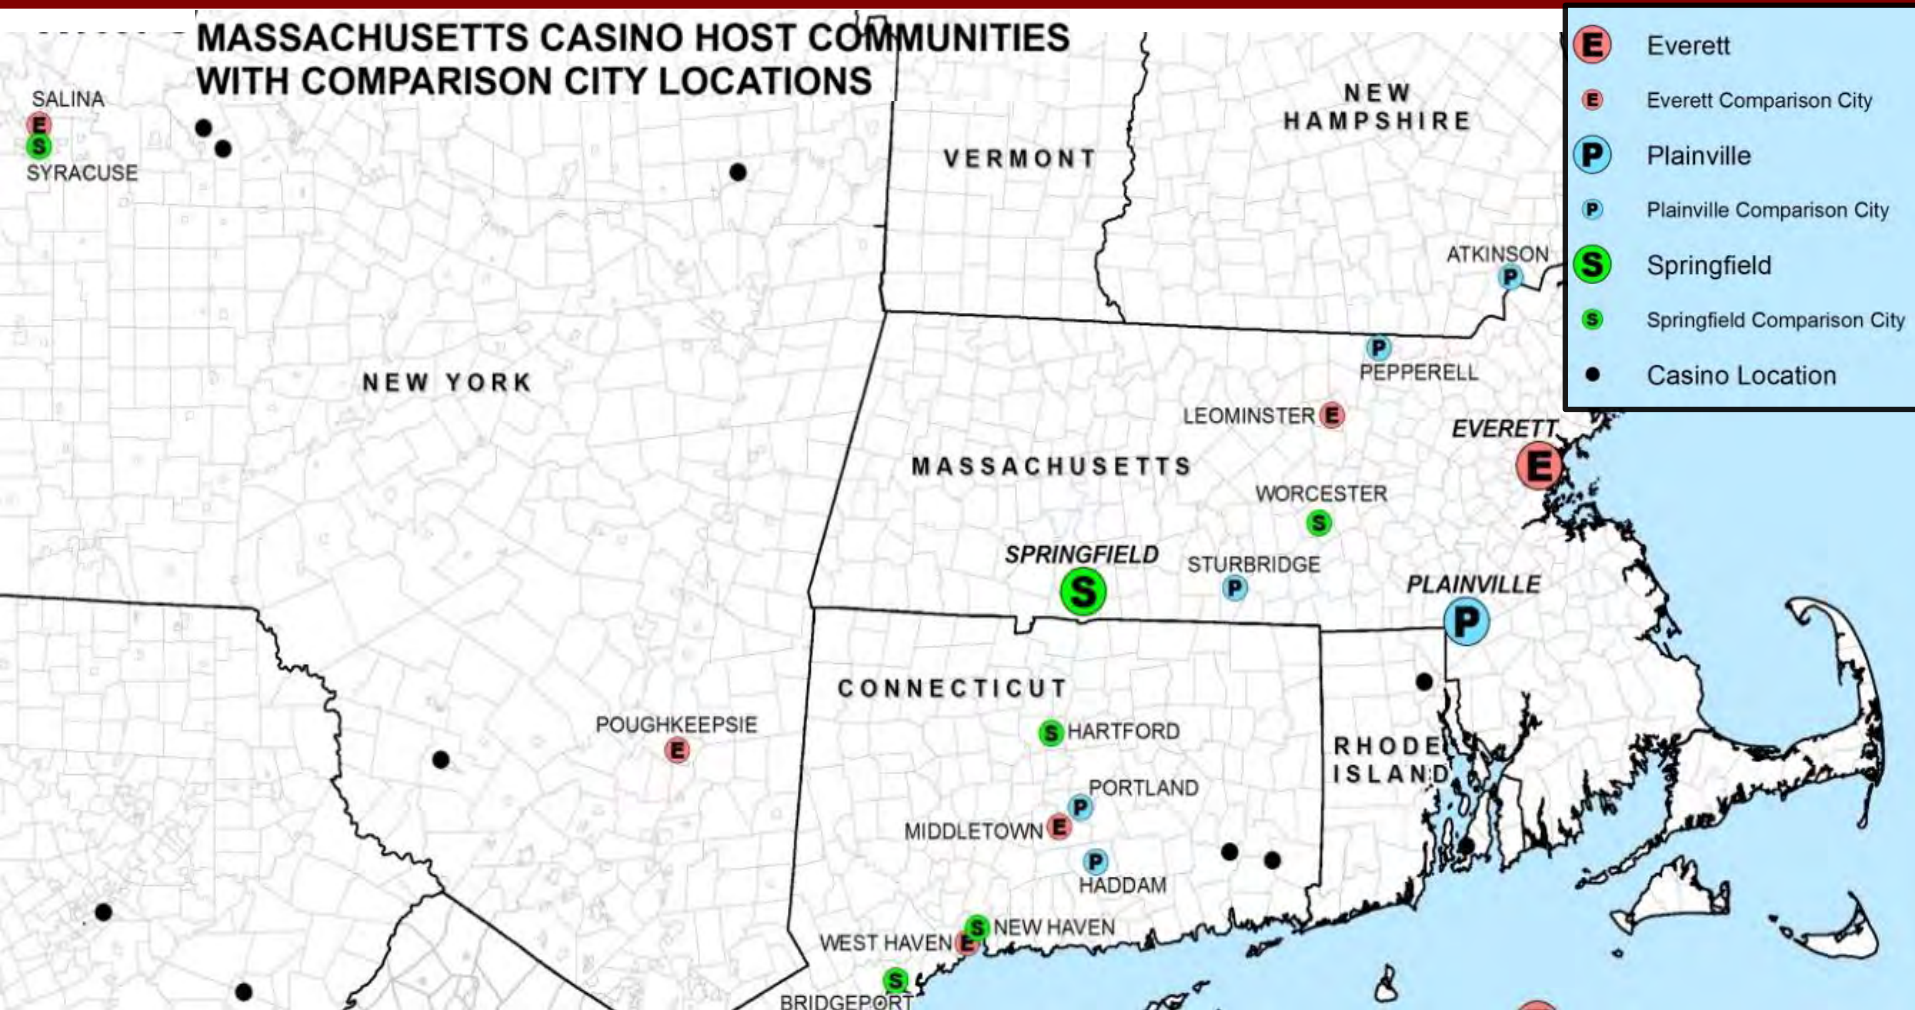 MASSACHUSETTS CASINO HOST COMMUNITIES
WITH COMPARISON CITY LOCATIONS
E Everett
E Everett Comparison City
P Plainville
P Plainville Comparison City
S Springfield
S Springfield Comparison City
Casino Location
SALINA
E
S
SYRACUSE
NEW
HAMPSHIRE
VERMONT
ATKINSON
P
NEW YORK
P
PEPPERELL
LEOMINSTER E
EVERETT
E
MASSACHUSETTS
WORCESTER
S
SPRINGFIELD
S
STURBRIDGE
P
PLAINVILLE
P
CONNECTICUT
POUGHKEEPSIE
E
S HARTFORD
RHODE
ISLAND
PORTLAND
P
MIDDLETOWN E
P
HADDAM
S NEW HAVEN
WEST HAVEN E
S
BRIDGEPORT